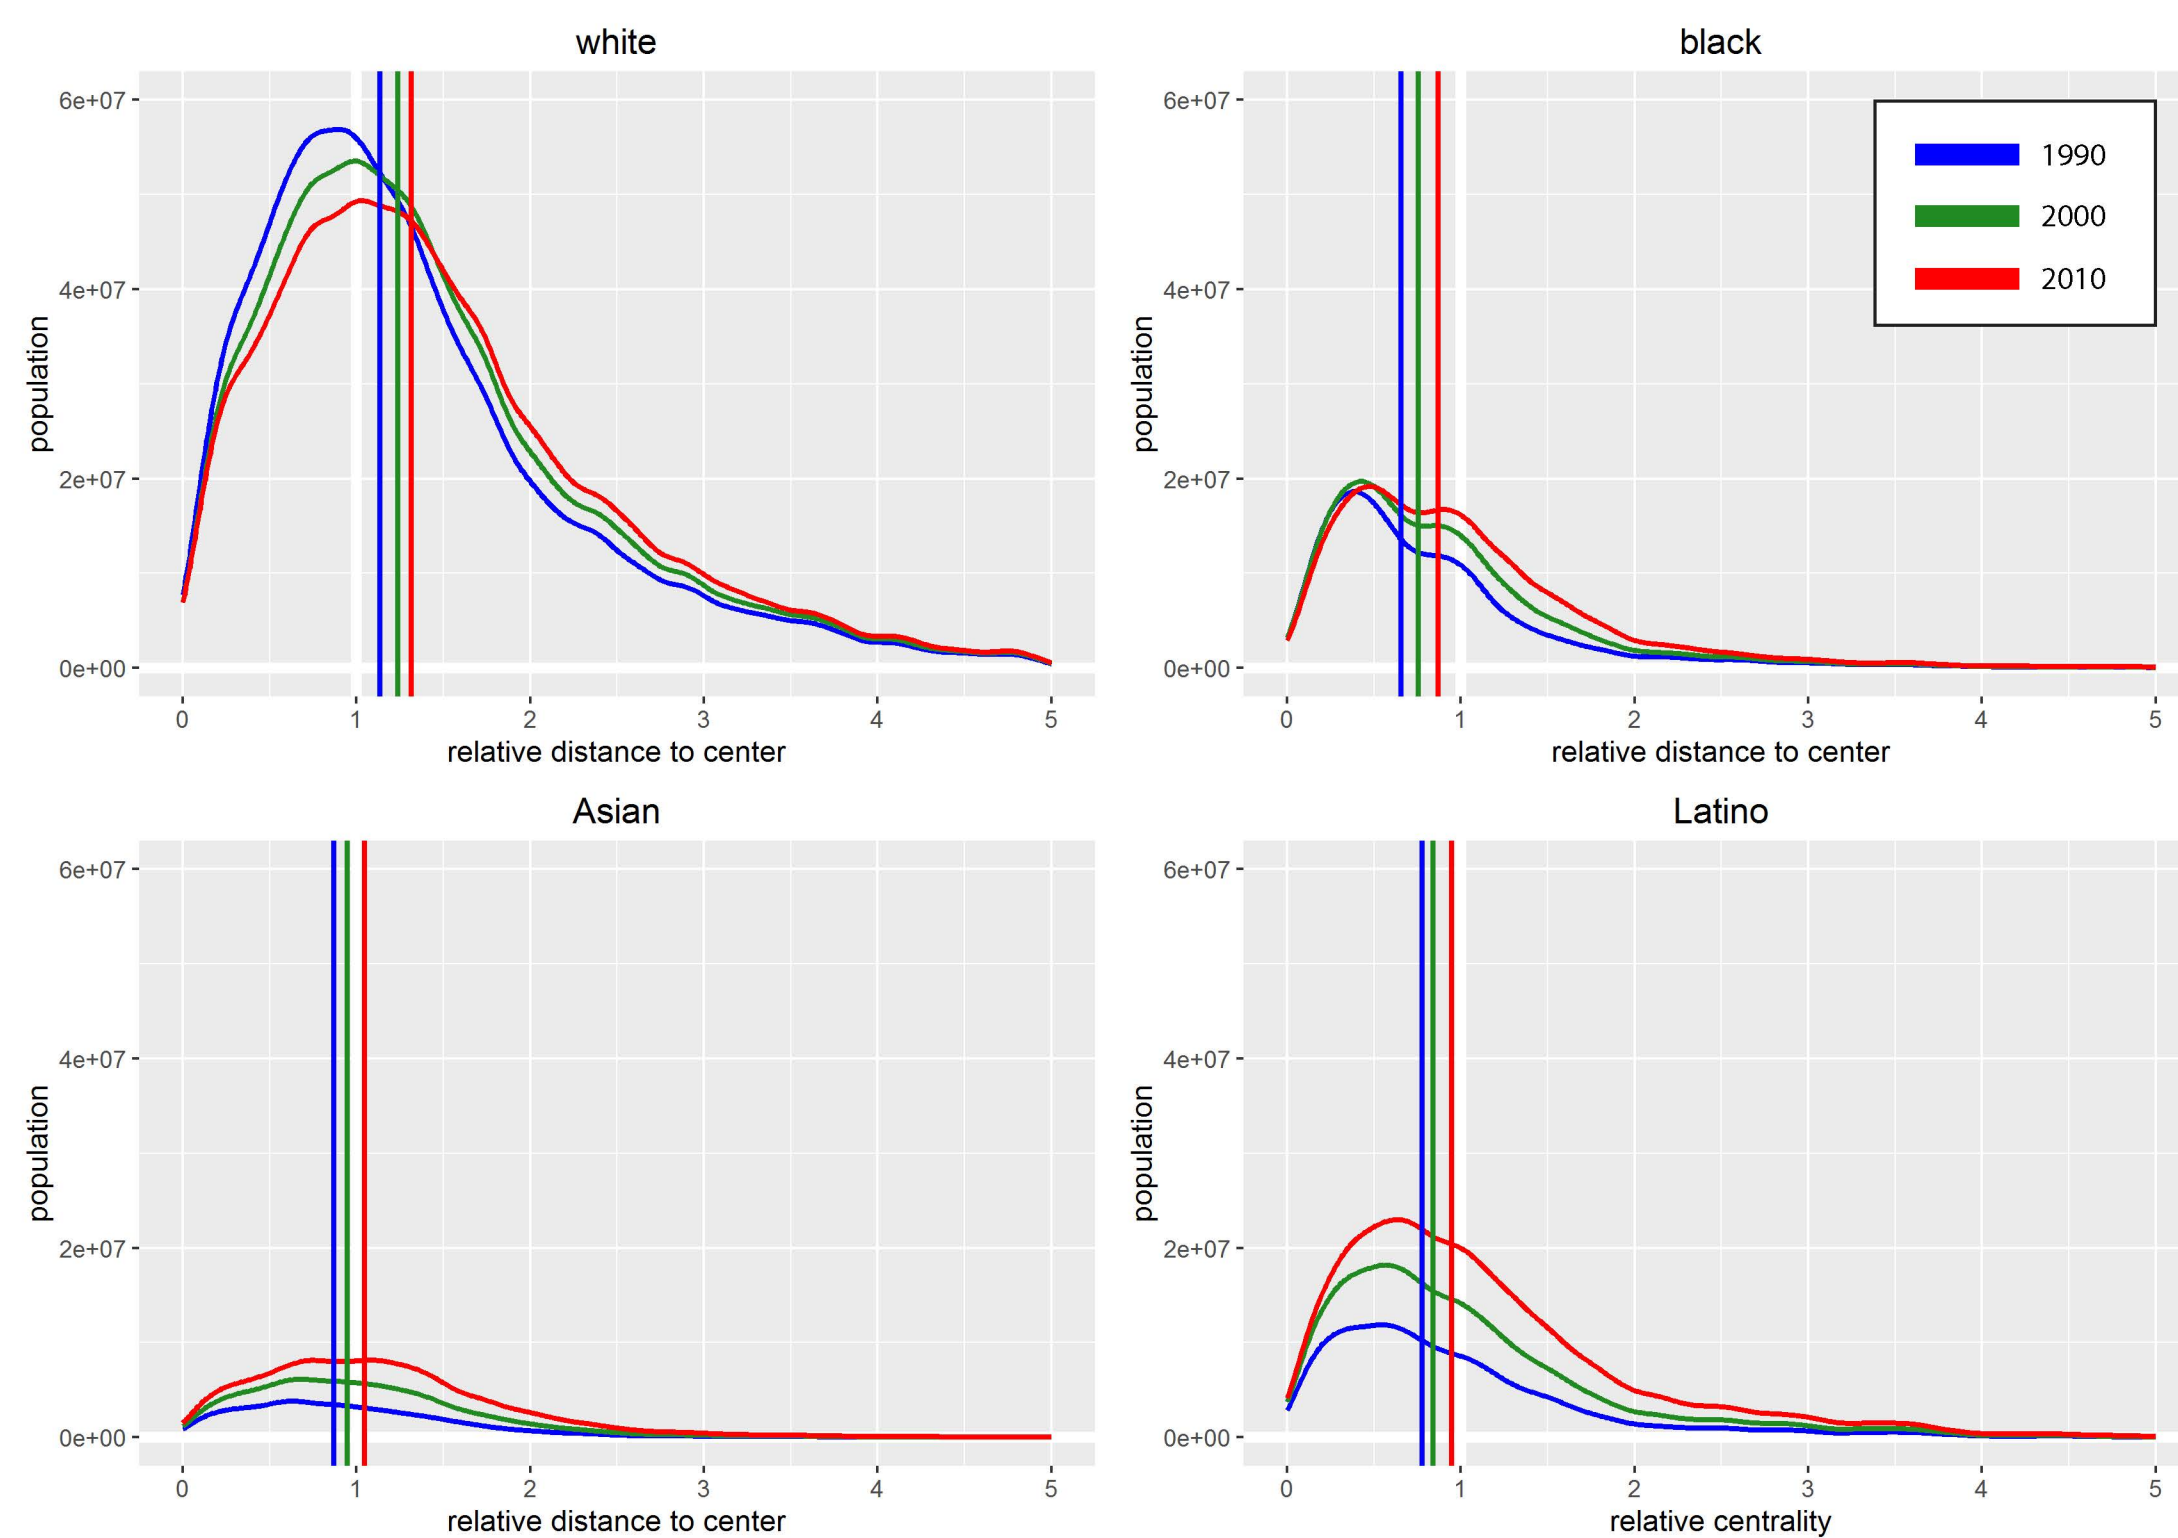 white
6e+07
4e+07
2e+07
0e+00
population
0 1 2 3 4 5
relative distance to center
black
6e+07
4e+07
2e+07
0e+00
population
1990
2000
2010
0 1 2 3 4 5
relative distance to center
Asian
6e+07
4e+07
2e+07
0e+00
population
0 1 2 3 4 5
relative distance to center
Latino
6e+07
4e+07
2e+07
0e+00
population
0 1 2 3 4 5
relative centrality